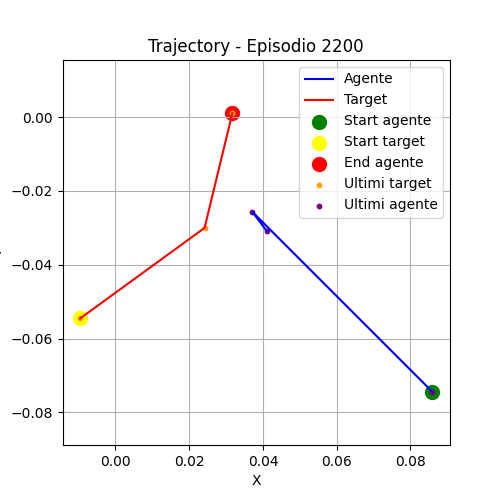 Trajectory - Episodio 2200
Agente
Target
Start agente
Start target
End agente
Ultimi target
Ultimi agente
0.00
−0.02
−0.04
−0.06
−0.08
0.00
0.02
0.04
0.06
0.08
X